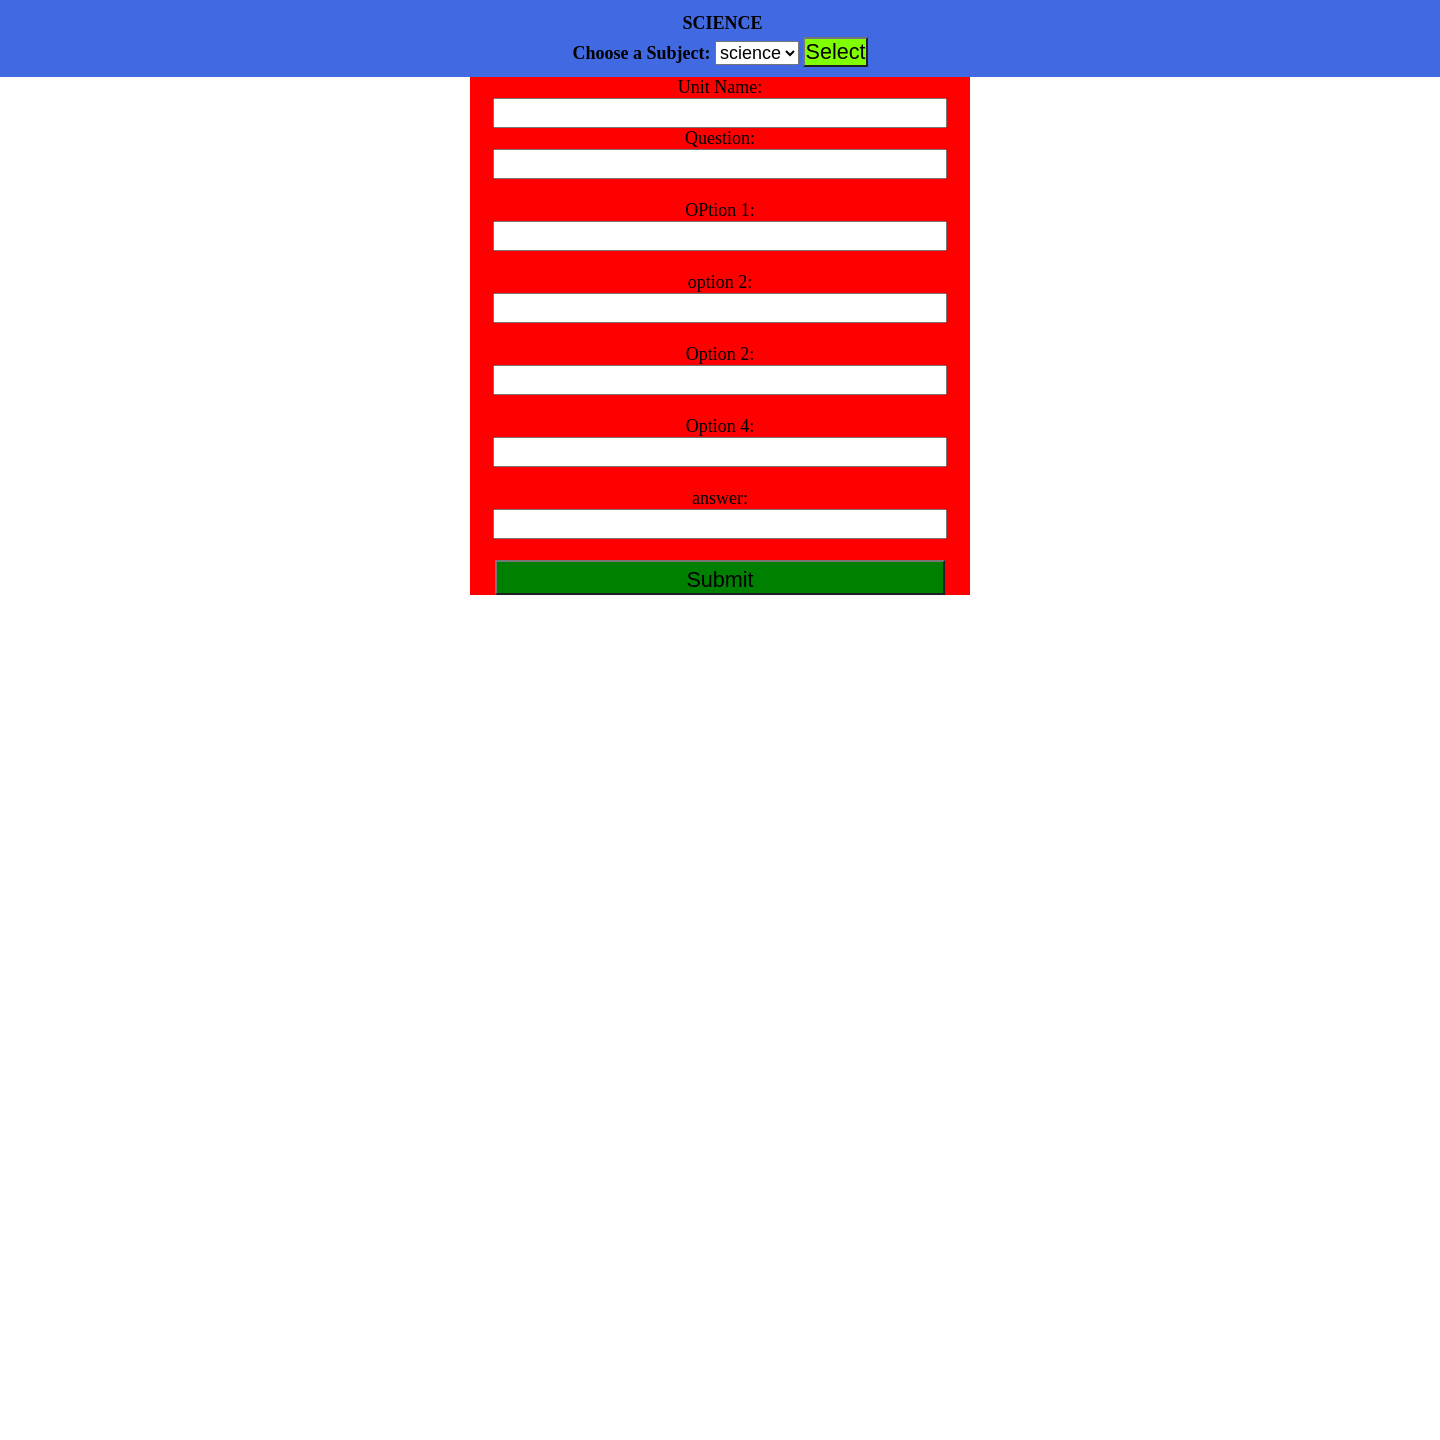 SCIENCE
Choose a Subject: science Select
Unit Name:
Question:
OPtion 1:
option 2:
Option 2:
Option 4:
answer:
Submit